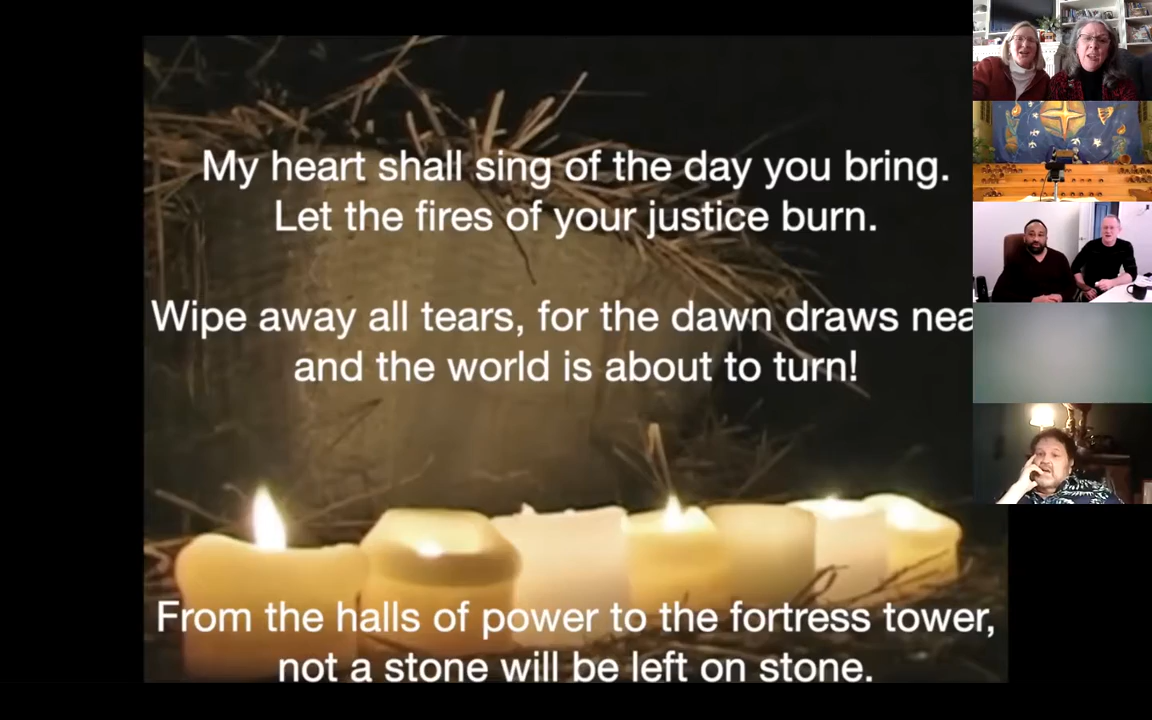 My heart shall sing of the day you bring.
Let the fires of your justice burn.
Wipe away all tears, for the dawn draws nea
and the world is about to turn!
From the halls of power to the fortress tower,
not a stone will be left on stone.